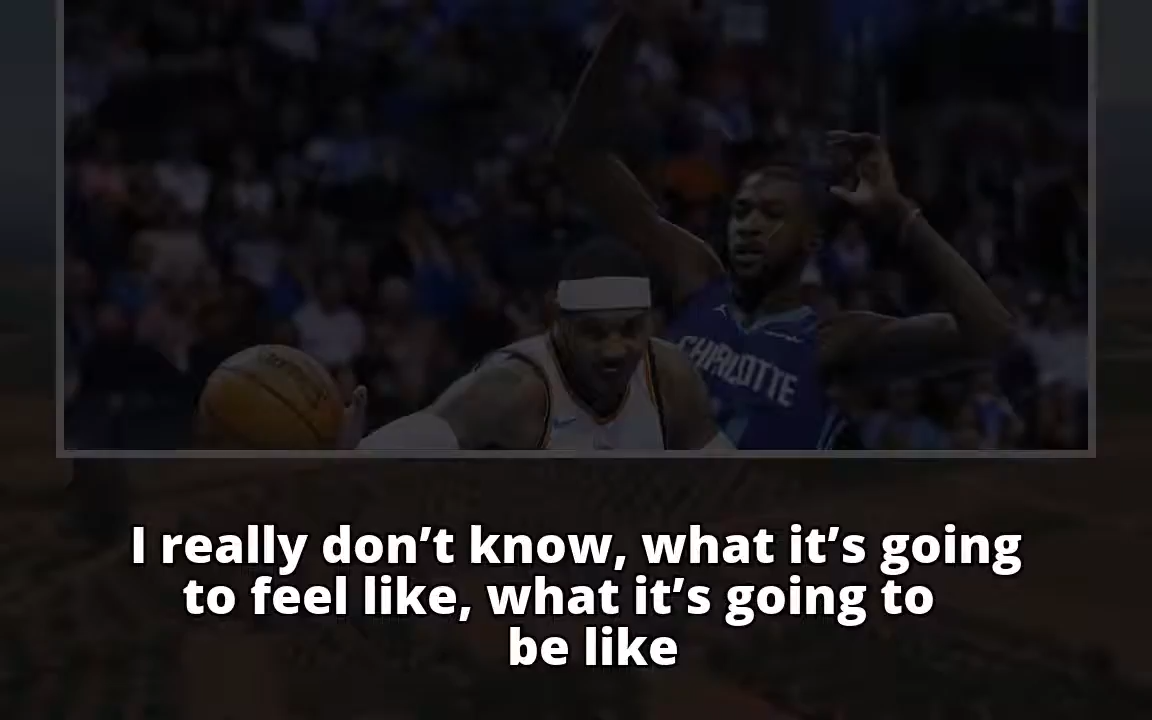 CHARLOTTE
I really don’t know, what it’s going
to feel like, what it’s going to
be like